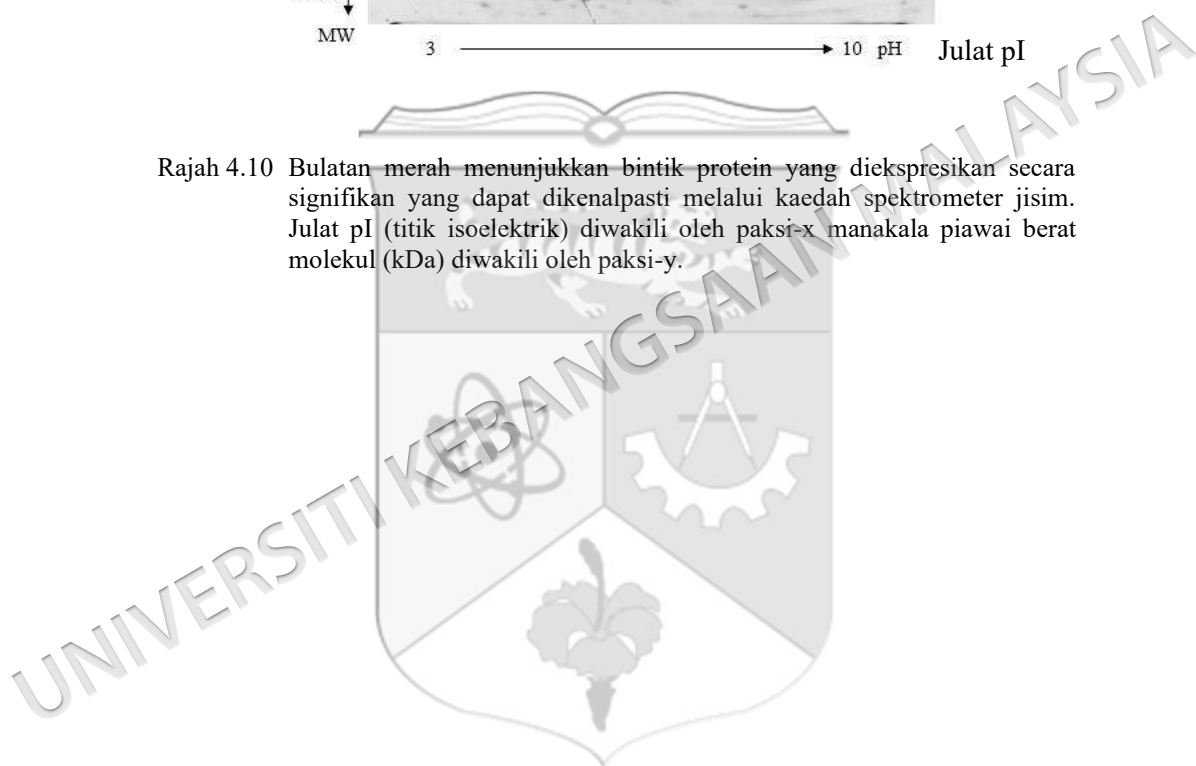 MW
3 10 pH Julat pI
Rajah 4.10 Bulatan merah menunjukkan bintik protein yang diekspresikan secara
signifikan yang dapat dikenalpasti melalui kaedah spektrometer jisim.
Julat pI (titik isoelektrik) diwakili oleh paksi-x manakala piawai berat
molekul (kDa) diwakili oleh paksi-y.
UNIVERSITI KEBANGSAAN MALAYSIA